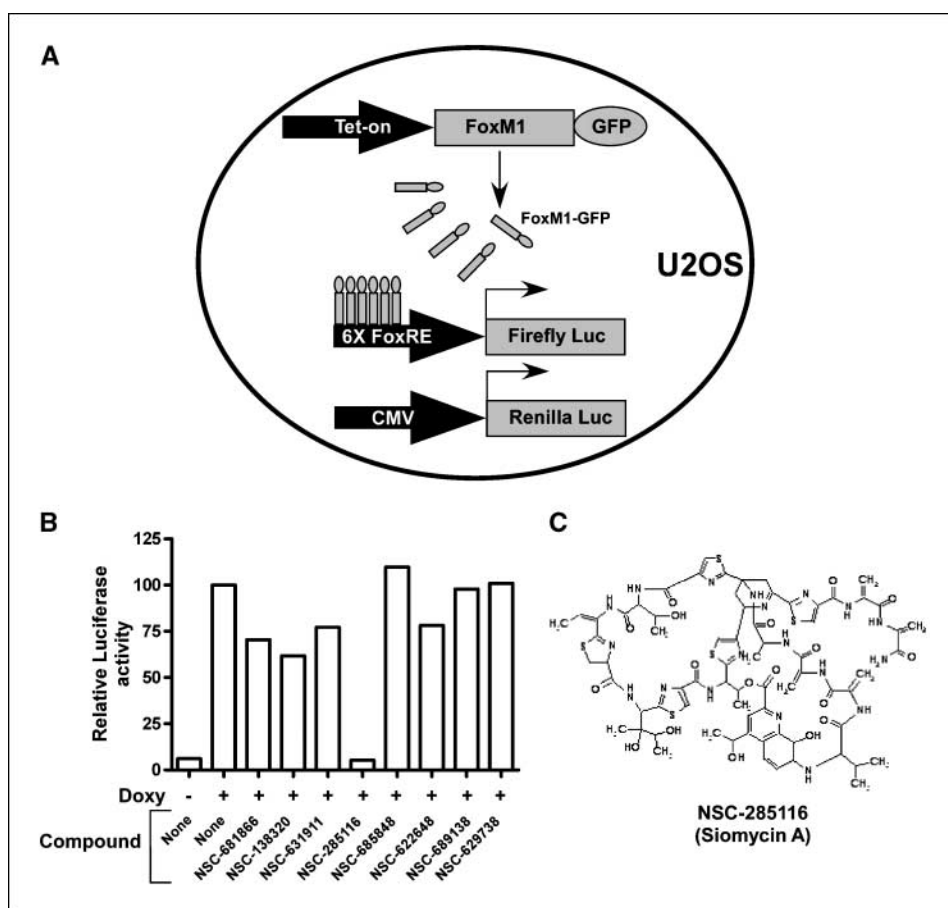 A
Tet-on
FoxM1
GFP
FoxM1-GFP
U2OS
6X FoxRE
Firefly Luc
CMV
Renilla Luc
B
Relative Luciferase
activity
125
100
75
50
25
0
Doxy - + + + + + + + + +
Compound
None
None
NSC-681866
NSC-138320
NSC-631911
NSC-285116
NSC-685848
NSC-622648
NSC-689138
NSC-629738
C
NSC-285116
(Siomycin A)